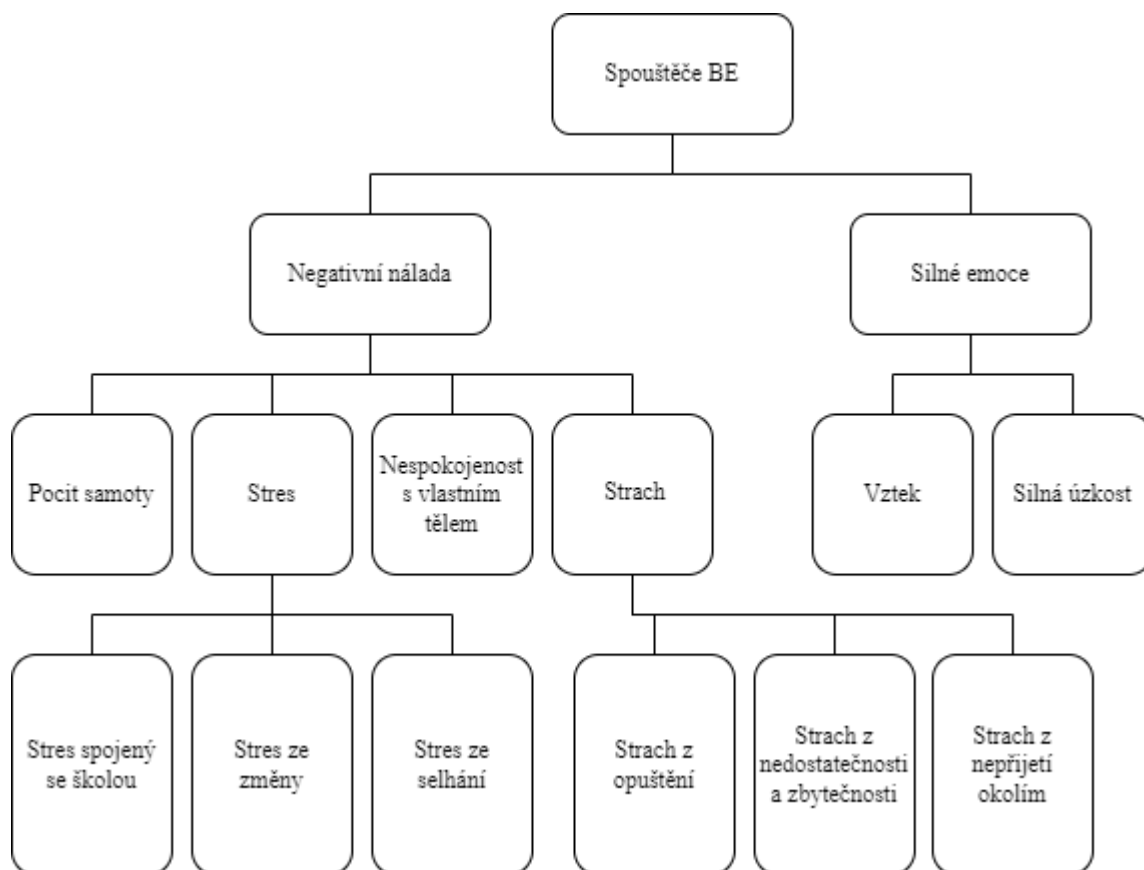 Spouštěče BE
Negativní nálada
Silné emoce
Pocit samoty
Stres
Nespokojenost
s vlastním
tělem
Strach
Vztek
Silná úzkost
Stres spojený
se školou
Stres ze
změny
Stres ze
selhání
Strach z
opuštění
Strach z
nedostatečnosti
a zbytečnosti
Strach z
nepřijetí
okolím